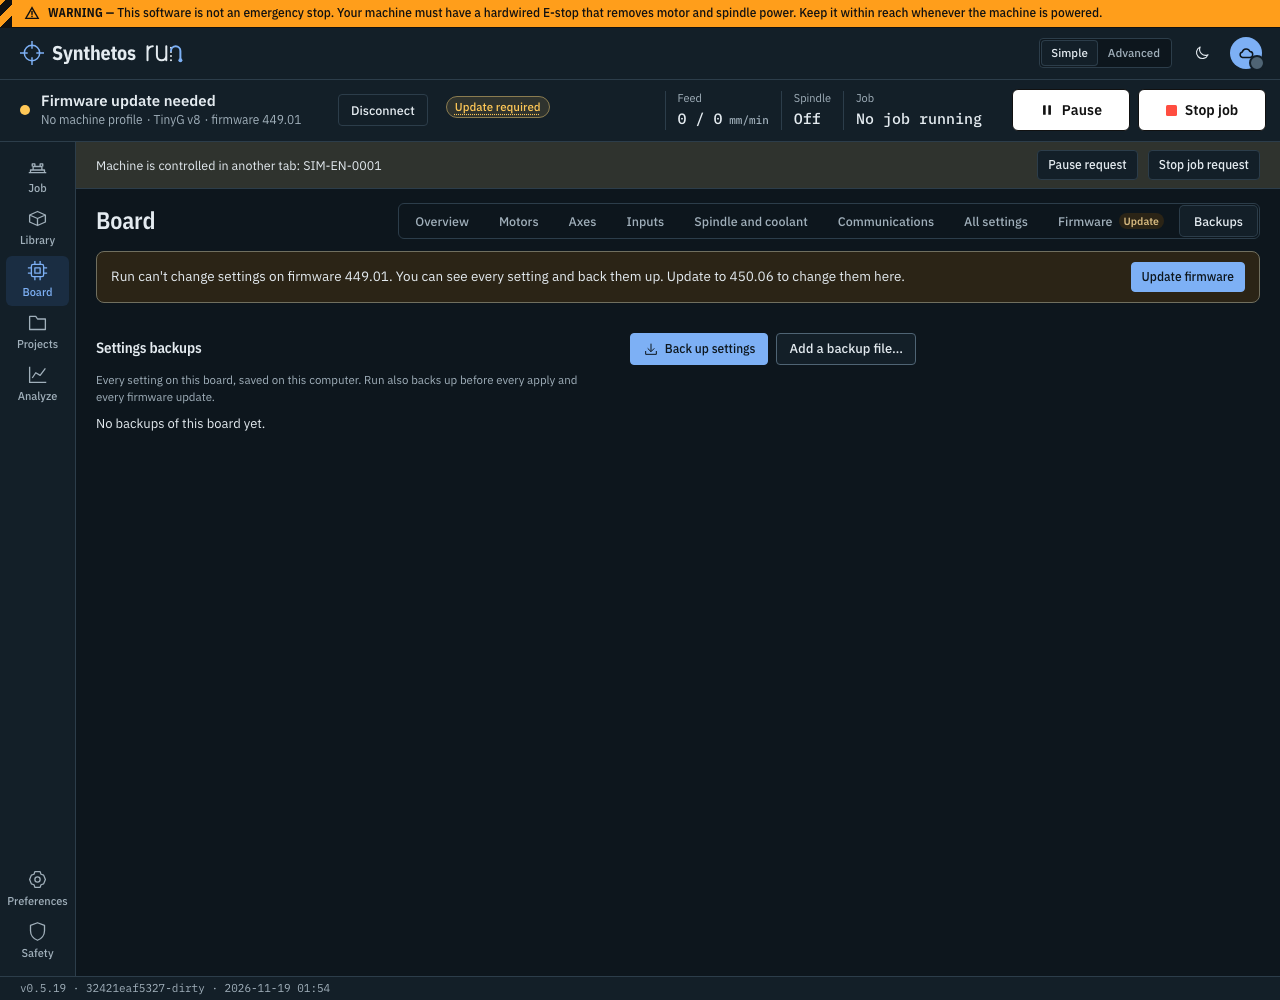 WARNING — This software is not an emergency stop. Your machine must have a hardwired E-stop that removes motor and spindle power. Keep it within reach whenever the machine is powered.
Synthetos run
Simple
Advanced
Firmware update needed
No machine profile · TinyG v8 · firmware 449.01
Disconnect
Update required
Feed
0 / 0 mm/min
Spindle
Off
Job
No job running
Pause
Stop job
Machine is controlled in another tab: SIM-EN-0001
Pause request
Stop job request
Job
Library
Board
Projects
Analyze
Board
Overview
Motors
Axes
Inputs
Spindle and coolant
Communications
All settings
Firmware Update
Backups
Run can't change settings on firmware 449.01. You can see every setting and back them up. Update to 450.06 to change them here.
Update firmware
Settings backups
Back up settings
Add a backup file...
Every setting on this board, saved on this computer. Run also backs up before every apply and
every firmware update.
No backups of this board yet.
Preferences
Safety
v0.5.19 · 32421eaf5327-dirty · 2026-11-19 01:54